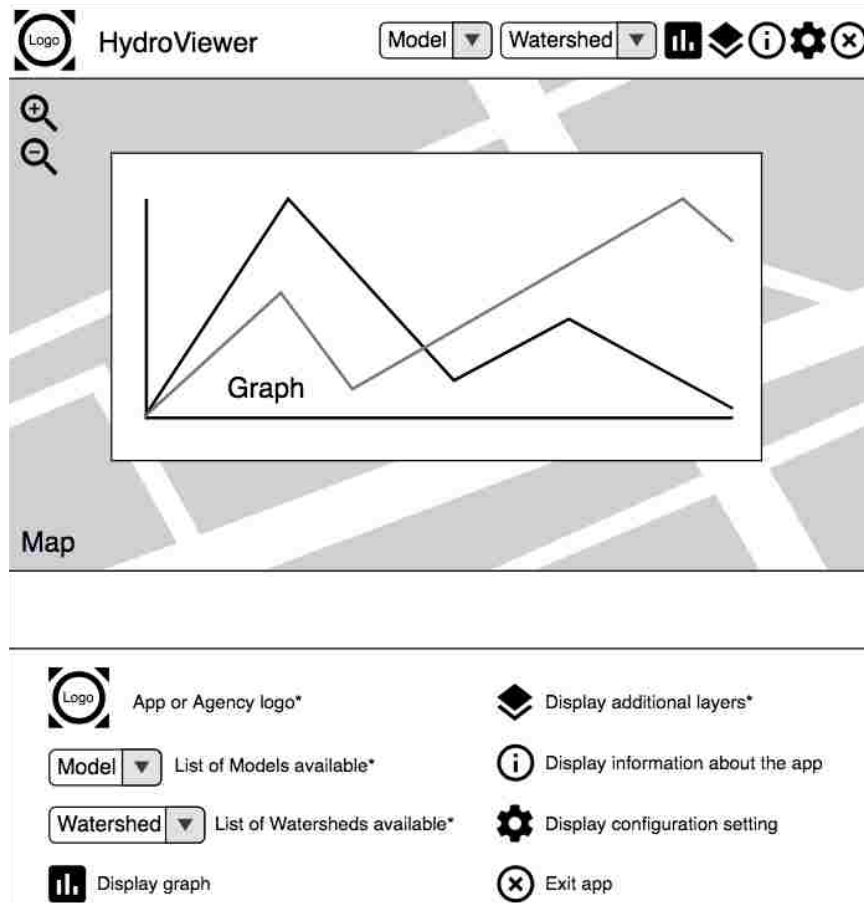 Logo
HydroViewer
Model
Watershed
Graph
Map
Logo
App or Agency logo*
Display additional layers*
Model
List of Models available*
Display information about the app
Watershed
List of Watersheds available*
Display configuration setting
Display graph
Exit app